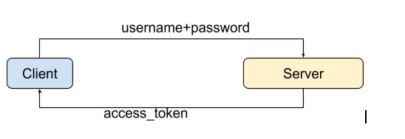 username+password
Client
Server
access_token